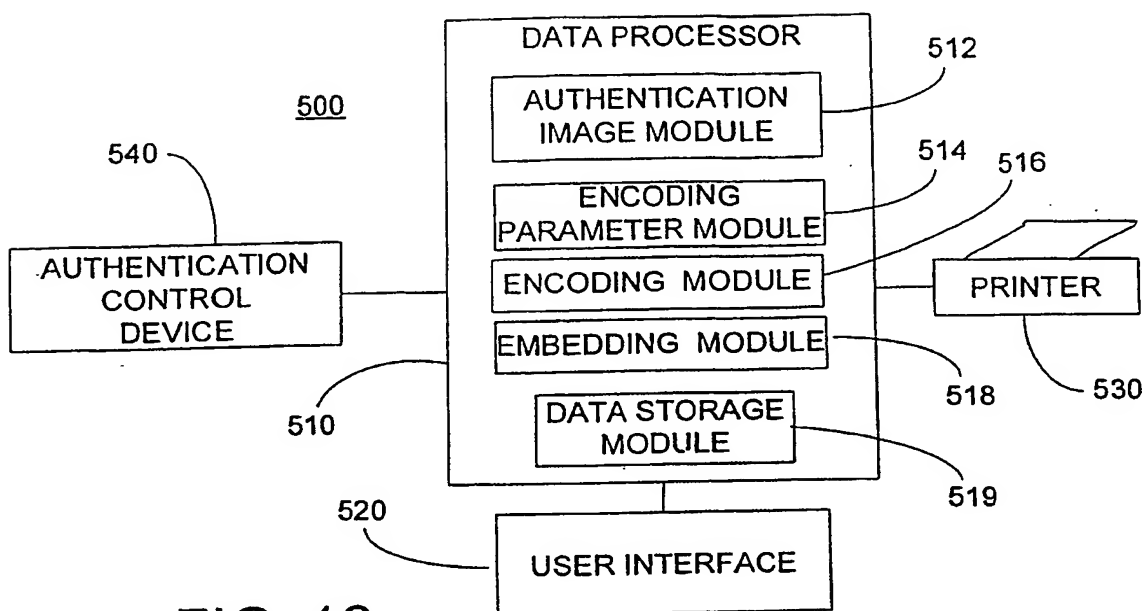 DATA PROCESSOR
512
AUTHENTICATION
IMAGE MODULE
500
540
514
516
ENCODING
PARAMETER MODULE
AUTHENTICATION
CONTROL
DEVICE
ENCODING MODULE
PRINTER
EMBEDDING MODULE
518
530
510
DATA STORAGE
MODULE
519
520
USER INTERFACE
FIG.